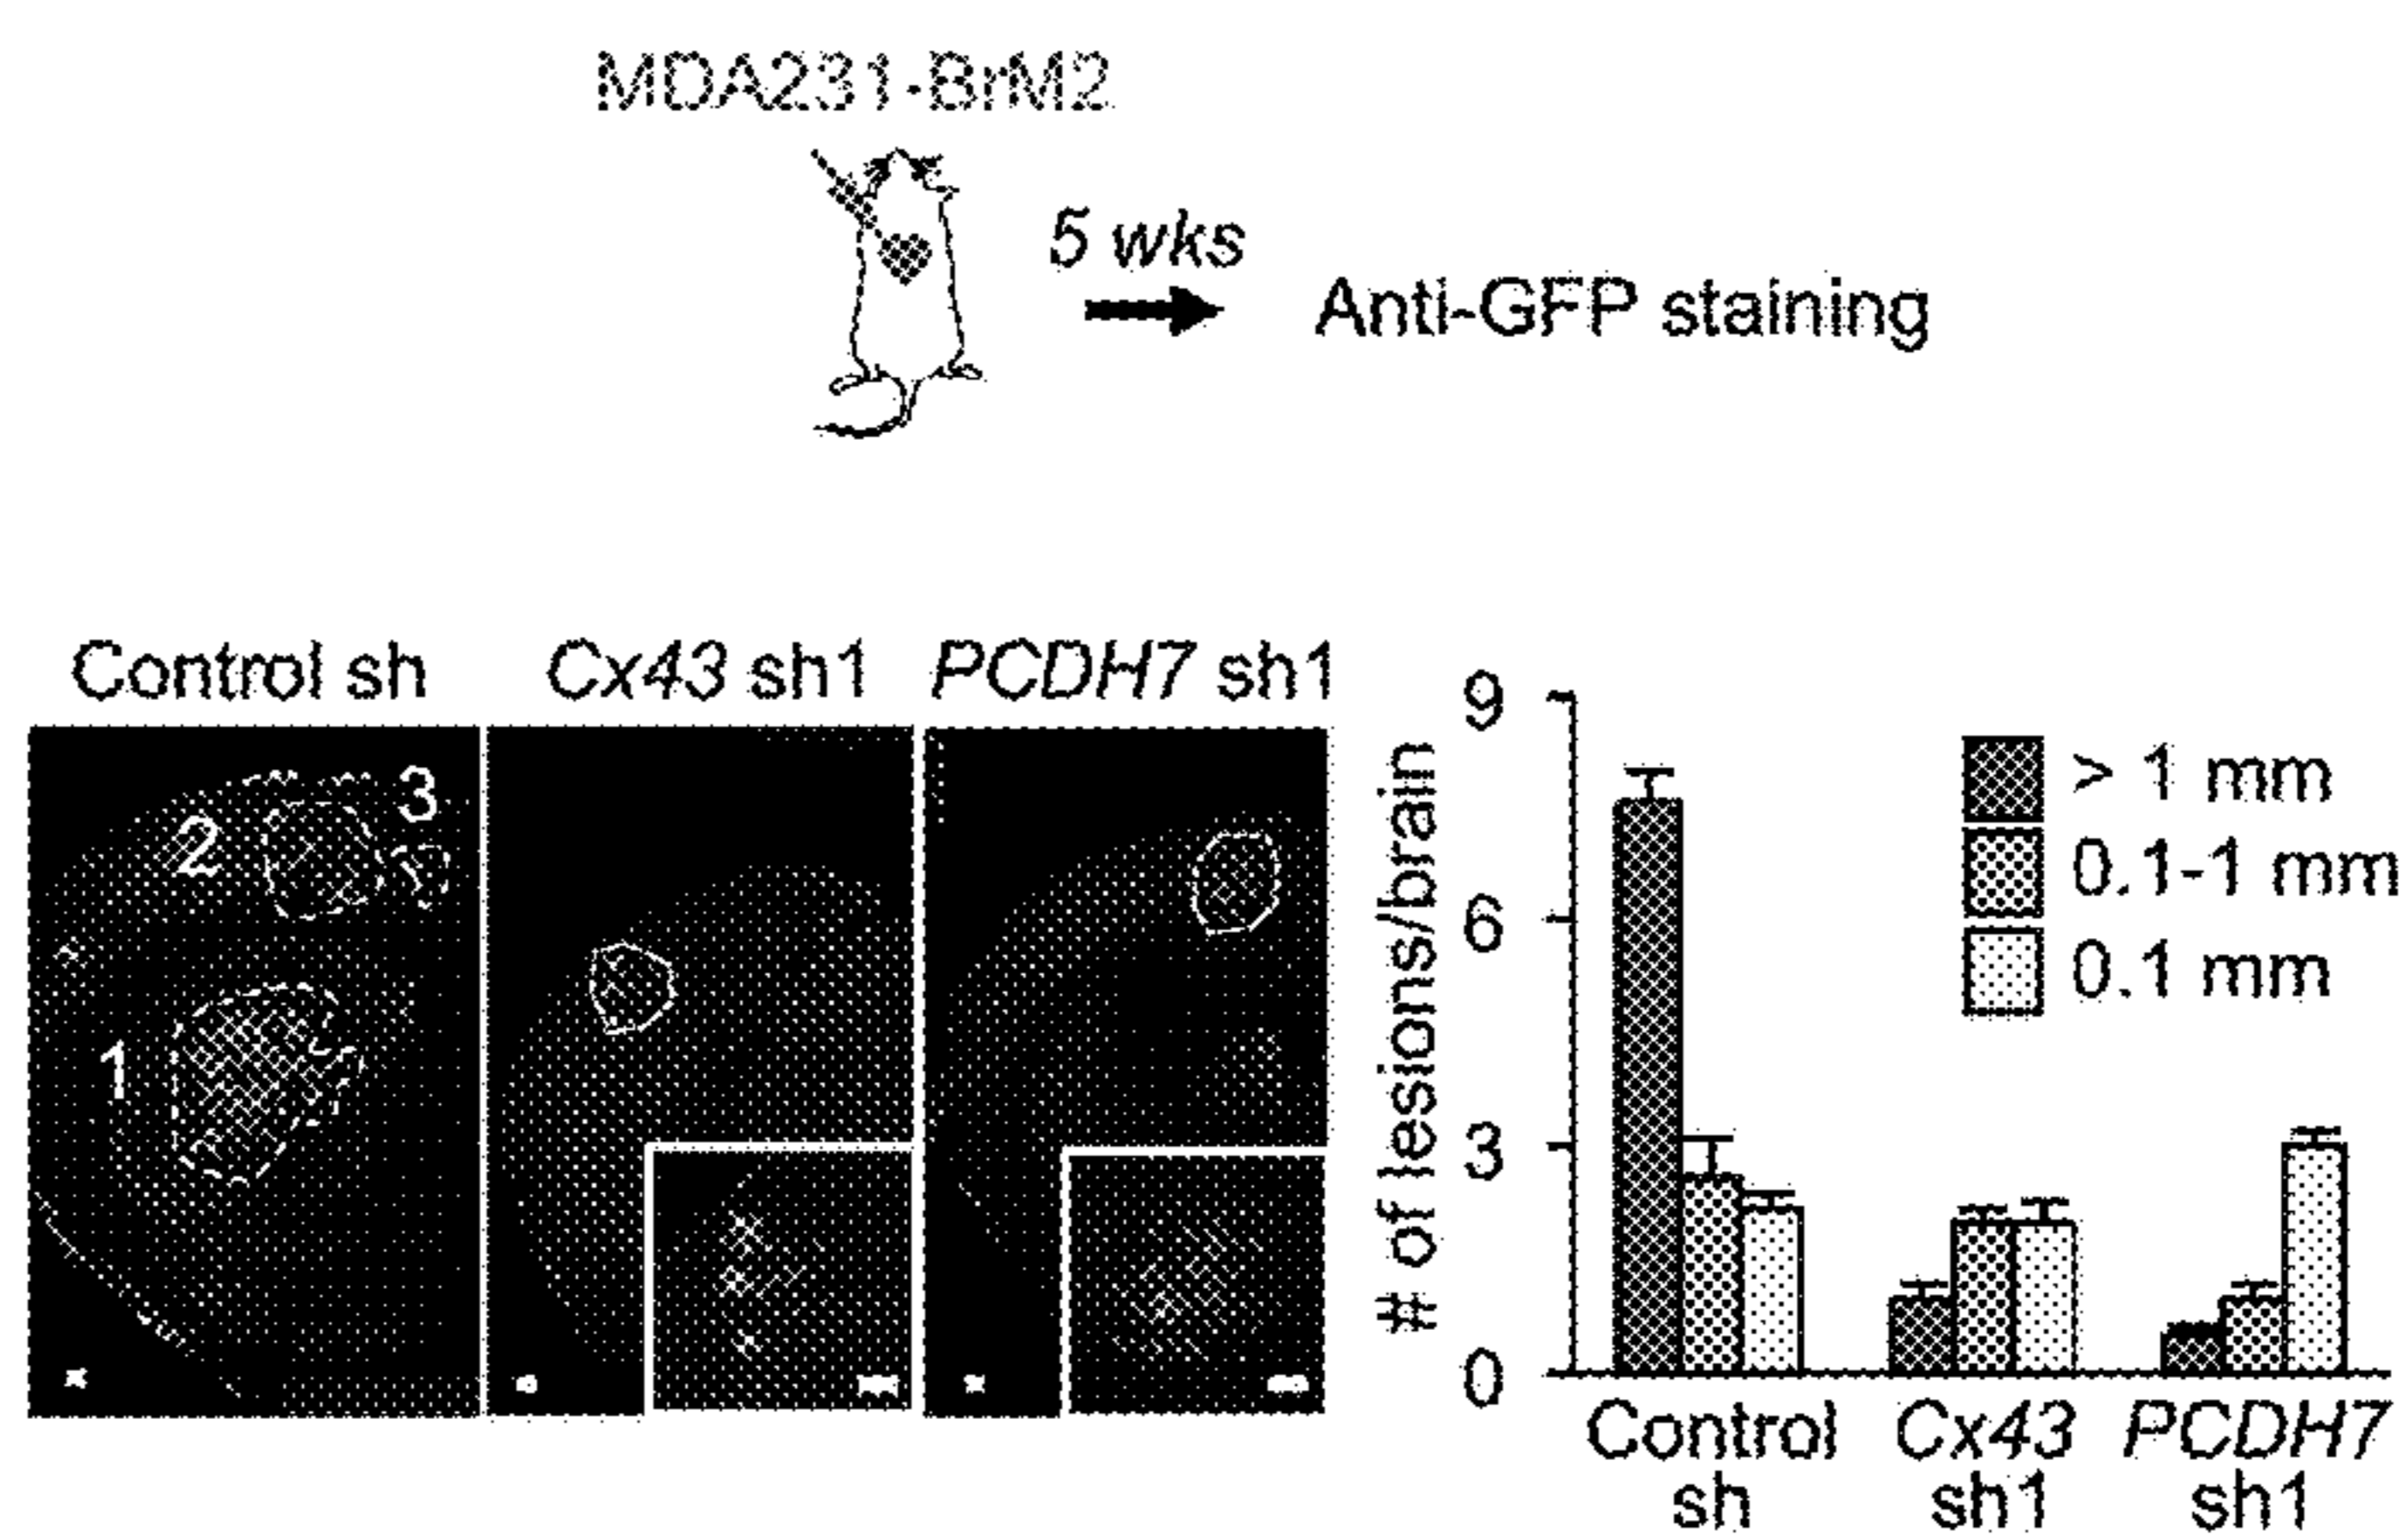 MDA231-BrM2
5 wks
Anti-GFP staining
Control sh
Cx43 sh1
PCDH7 sh1
1
2
3
# of lesions/brain
9
6
3
0
> 1 mm
0.1-1 mm
0.1 mm
Control
sh
Cx43
sh1
PCDH7
sh1